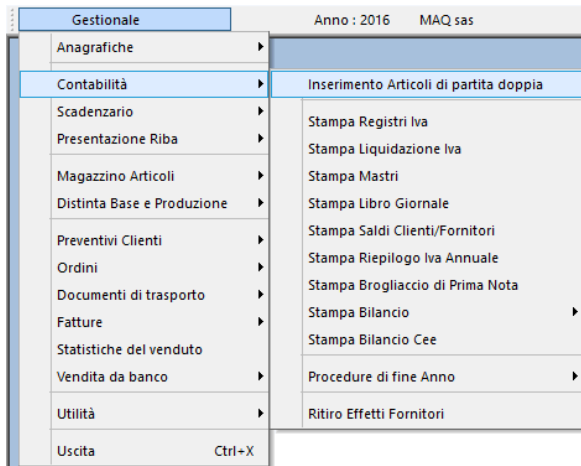 Gestionale
Anno : 2016 MAQ sas
Anagrafiche
Contabilità
Scadenzario
Presentazione Riba
Magazzino Articoli
Distinta Base e Produzione
Preventivi Clienti
Ordini
Documenti di trasporto
Fatture
Statistiche del venduto
Vendita da banco
Utilità
Uscita Ctrl+X
Inserimento Articoli di partita doppia
Stampa Registri Iva
Stampa Liquidazione Iva
Stampa Mastri
Stampa Libro Giornale
Stampa Saldi Clienti/Fornitori
Stampa Riepilogo Iva Annuale
Stampa Brogliaccio di Prima Nota
Stampa Bilancio
Stampa Bilancio Cee
Procedure di fine Anno
Ritiro Effetti Fornitori